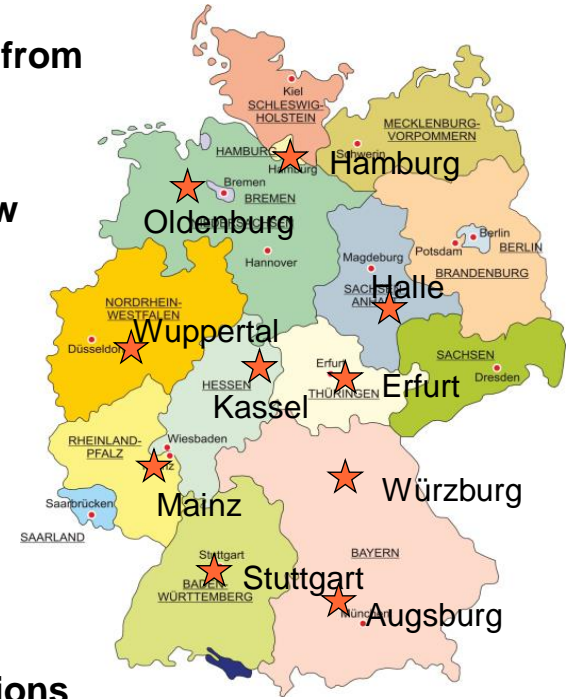 from
Kiel
SCHLESWIG-
HOLSTEIN
MECKLENBURG-
VORPOMMERN
Schwerin
HAMBURG
Hamburg
Hamburg
Bremen
BREMEN
w
Oldenburg
Hannover
Berlin
BERLIN
Potsdam
BRANDENBURG
Magdeburg
SACHSEN
ANHALT
Halle
NORDRHEIN-
WESTFALEN
Düsseldorf
Wuppertal
HESSEN
Kassel
Erfurt
THÜRINGEN
Erfurt
SACHSEN
Dresden
RHEINLAND-
PFALZ
Wiesbaden
Mainz
Würzburg
Saarbrücken
SAARLAND
Stuttgart
Stuttgart
BADEN-
WÜRTTEMBERG
BAYERN
München
Augsburg
ions